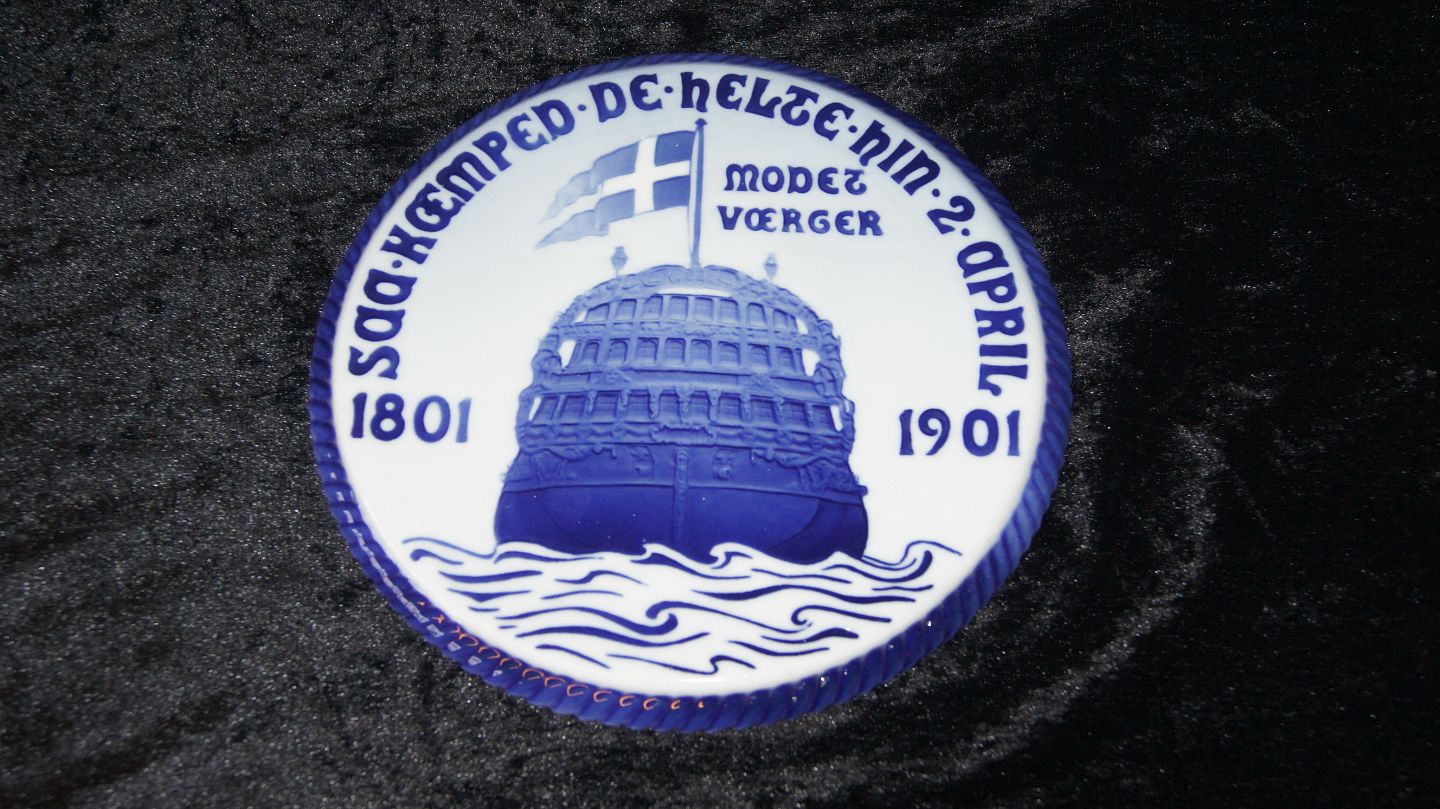 SAA·KÆMPED·DE·HELTE·HIN·2·APRIL
MODET
VÆRGER
1801
1901